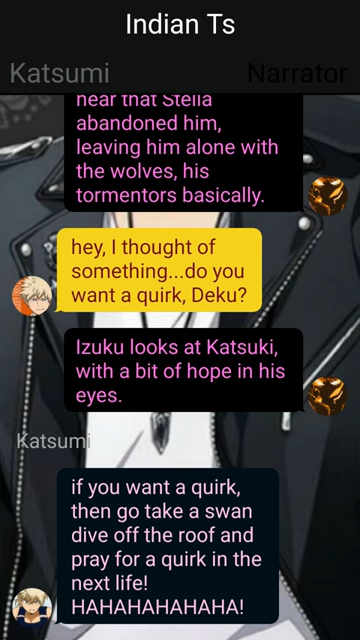 Indian Ts
Katsumi
Narrator
hear that Stella
abandoned him,
leaving him alone with
the wolves, his
tormentors basically.
hey, I thought of
something...do you
want a quirk, Deku?
Izuku looks at Katsuki,
with a bit of hope in his
eyes.
Katsumi
if you want a quirk,
then go take a swan
dive off the roof and
pray for a quirk in the
next life!
HAHAHAHAHAHA!